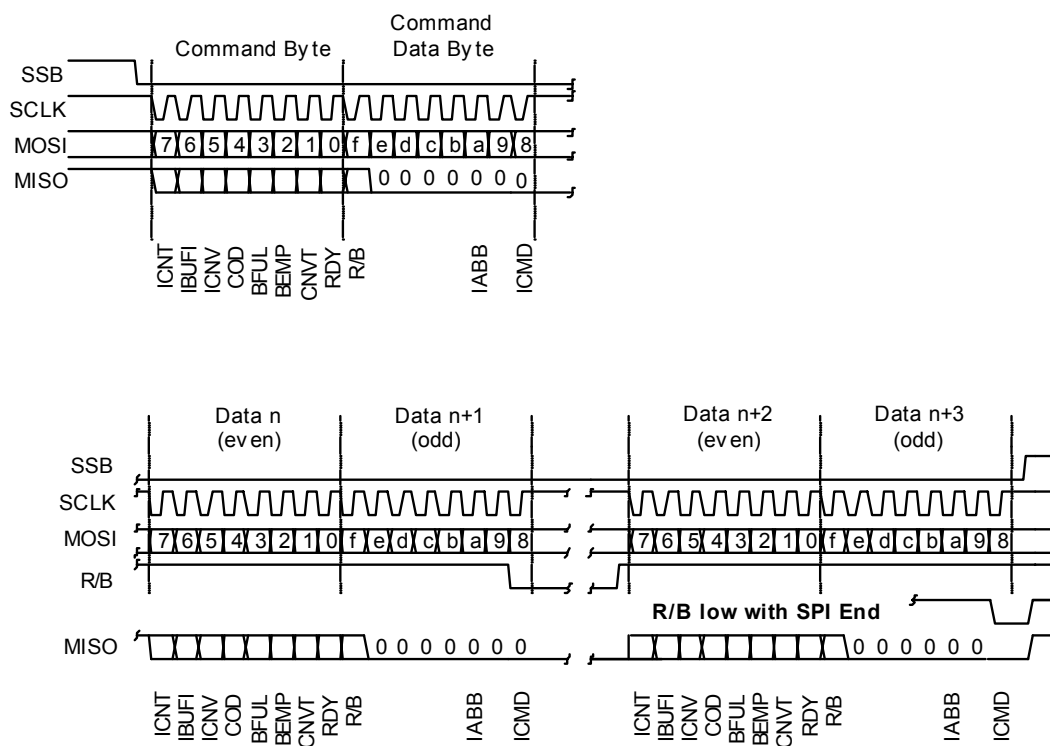 Command
Command Byte Data Byte
SSB
SCLK
MOSI 7 6 5 4 3 2 1 0 f e d c b a 9 8
MISO 0 0 0 0 0 0 0
ICNT IBUFI ICNV COD BFUL BEMP CNVT RDY R/B IABB ICMD
Data n Data n+1 Data n+2 Data n+3
(even) (odd) (even) (odd)
SSB
SCLK
MOSI 7 6 5 4 3 2 1 0 f e d c b a 9 8 7 6 5 4 3 2 1 0 f e d c b a 9 8
R/B
R/B low with SPI End
MISO 0 0 0 0 0 0 0 0 0 0 0 0 0
ICNT IBUFI ICNV COD BFUL BEMP CNVT RDY R/B IABB ICMD ICNT IBUFI ICNV COD BFUL BEMP CNVT RDY R/B IABB ICMD